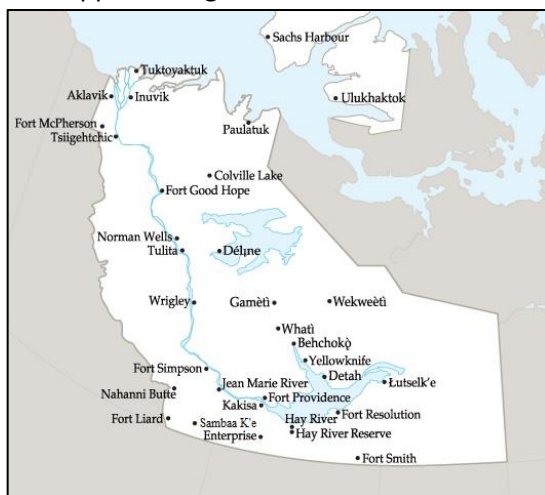 Sachs Harbour
Tuktoyaktuk
Aklavik
Inuvik
Ulukhaktok
Fort McPherson
Paulatuk
Tsiigehtchic
Colville Lake
Fort Good Hope
Norman Wells
Tulita
Délı̨ne
Wrigley
Gamètì
Wekweètì
Whatì
Behchokǫ̀
Yellowknife
Fort Simpson
Detah
Łutselk'e
Nahanni Butte
Jean Marie River
Fort Providence
Kakisa
Fort Liard
Sambaa K'e
Hay River
Fort Resolution
Enterprise
Hay River Reserve
Fort Smith